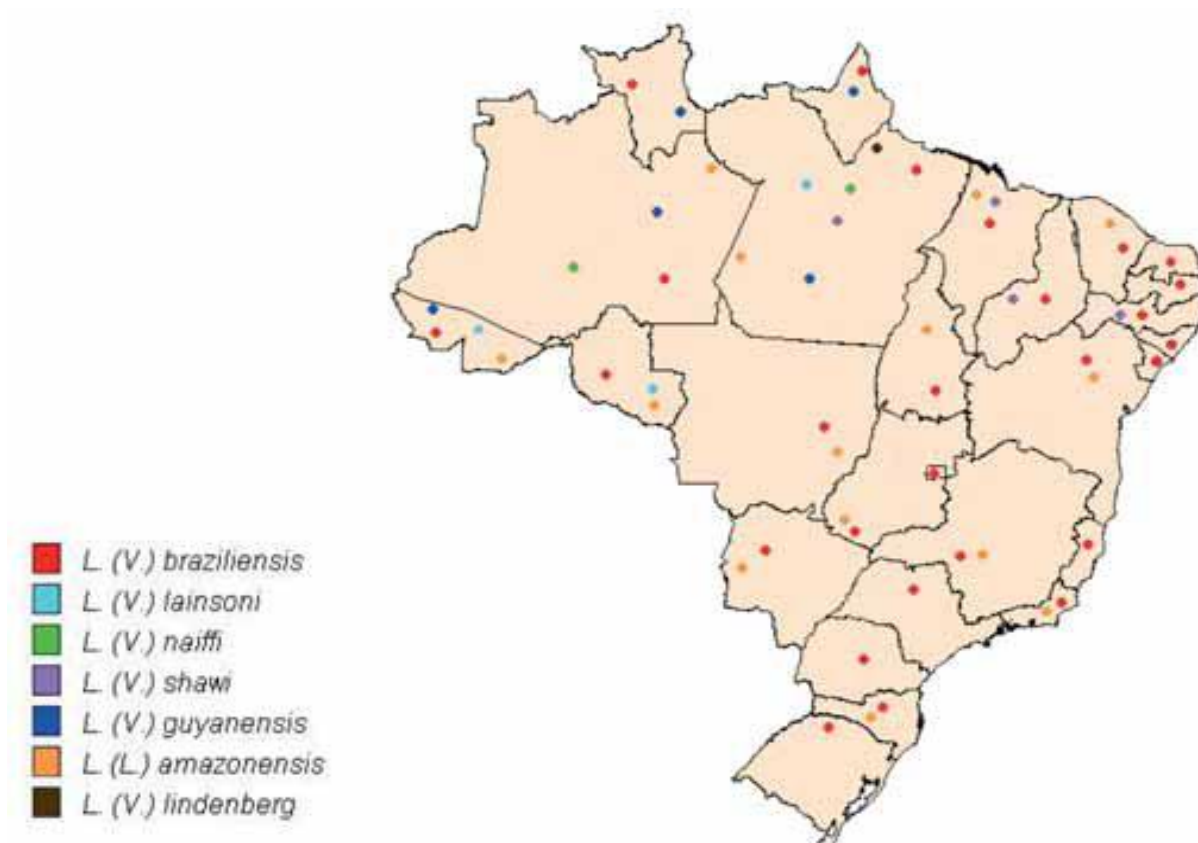 L. (V.) braziliensis
L. (V.) lainsoni
L. (V.) naiffi
L. (V.) shawi
L. (V.) guyanensis
L. (L.) amazonensis
L. (V.) lindenberg